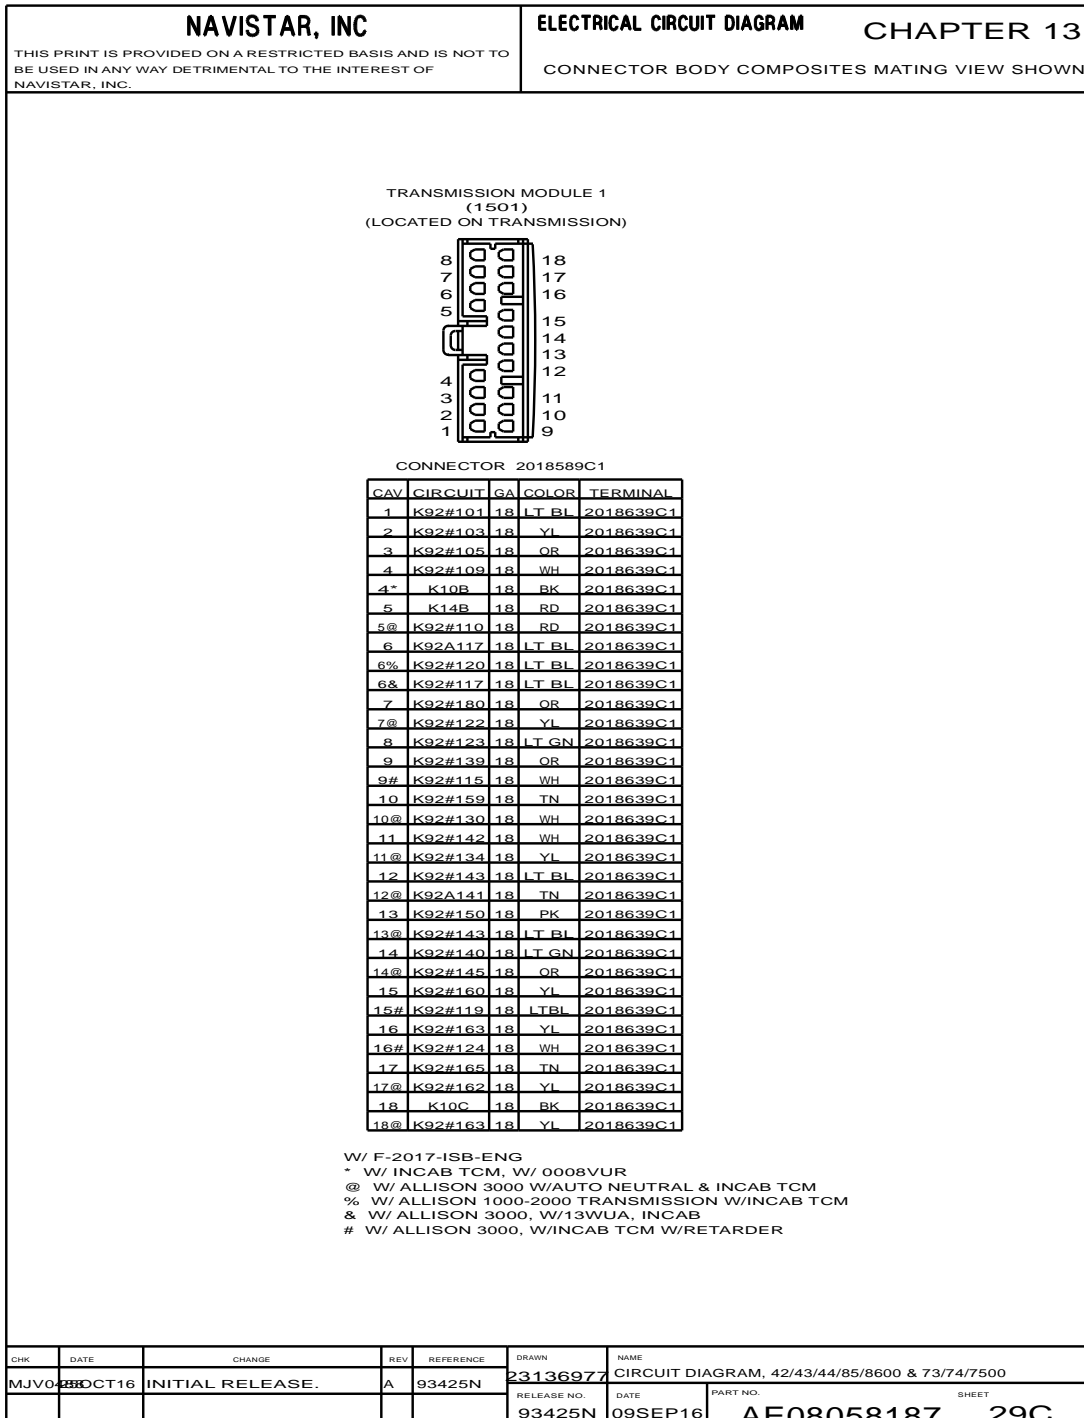 NAVISTAR, INC
THIS PRINT IS PROVIDED ON A RESTRICTED BASIS AND IS NOT TO
BE USED IN ANY WAY DETRIMENTAL TO THE INTEREST OF
NAVISTAR, INC.
ELECTRICAL CIRCUIT DIAGRAM CHAPTER 13
CONNECTOR BODY COMPOSITES MATING VIEW SHOWN
TRANSMISSION MODULE 1
(1501)
(LOCATED ON TRANSMISSION)
8 18
7 17
6 16
5
15
14
13
12
4
3 11
2 10
1 9
CONNECTOR 2018589C1
CAV CIRCUIT GA COLOR TERMINAL
1 K92#101 18 LT BL 2018639C1
2 K92#103 18 YL 2018639C1
3 K92#105 18 OR 2018639C1
4 K92#109 18 WH 2018639C1
4* K10B 18 BK 2018639C1
5 K14B 18 RD 2018639C1
5@ K92#110 18 RD 2018639C1
6 K92A117 18 LT BL 2018639C1
6% K92#120 18 LT BL 2018639C1
6& K92#117 18 LT BL 2018639C1
7 K92#180 18 OR 2018639C1
7@ K92#122 18 YL 2018639C1
8 K92#123 18 LT GN 2018639C1
9 K92#139 18 OR 2018639C1
9# K92#115 18 WH 2018639C1
10 K92#159 18 TN 2018639C1
10@ K92#130 18 WH 2018639C1
11 K92#142 18 WH 2018639C1
11@ K92#134 18 YL 2018639C1
12 K92#143 18 LT BL 2018639C1
12@ K92A141 18 TN 2018639C1
13 K92#150 18 PK 2018639C1
13@ K92#143 18 LT BL 2018639C1
14 K92#140 18 LT GN 2018639C1
14@ K92#145 18 OR 2018639C1
15 K92#160 18 YL 2018639C1
15# K92#119 18 LTBL 2018639C1
16 K92#163 18 YL 2018639C1
16# K92#124 18 WH 2018639C1
17 K92#165 18 TN 2018639C1
17@ K92#162 18 YL 2018639C1
18 K10C 18 BK 2018639C1
18@ K92#163 18 YL 2018639C1
W/ F-2017-ISB-ENG
* W/ INCAB TCM, W/ 0008VUR
@ W/ ALLISON 3000 W/AUTO NEUTRAL & INCAB TCM
% W/ ALLISON 1000-2000 TRANSMISSION W/INCAB TCM
& W/ ALLISON 3000, W/13WUA, INCAB
# W/ ALLISON 3000, W/INCAB TCM W/RETARDER
CHK DATE CHANGE REV REFERENCE DRAWN NAME
INITIAL RELEASE. A 93425N 23136977 CIRCUIT DIAGRAM, 42/43/44/85/8600 & 73/74/7500
RELEASE NO. DATE PART NO. SHEET
93425N 09SEP16 AE08058187 29C